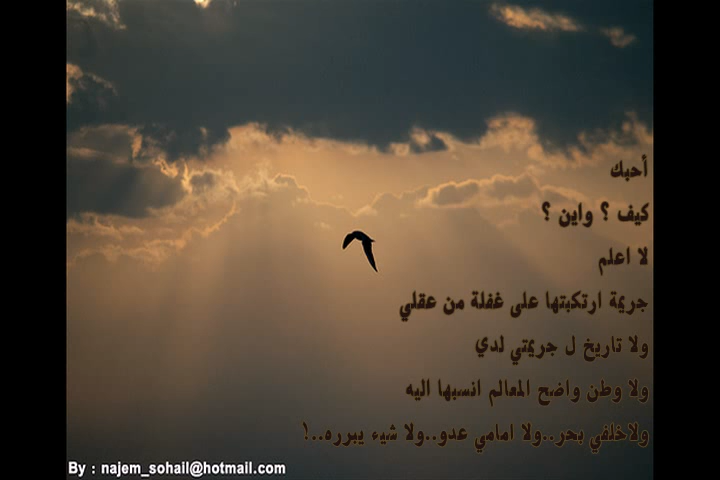 أحبك
كيف ؟ واين ؟
لا اعلم
جريمة ارتكبتها على غفلة من عقلي
ولا تاريخ ل جريمتي لدي
ولا وطن واضح المعالم انسبها اليه
ولاخلفي بحر..ولا امامي عدو..ولا شيء يبرره..!
By : najem_sohail@hotmail.com